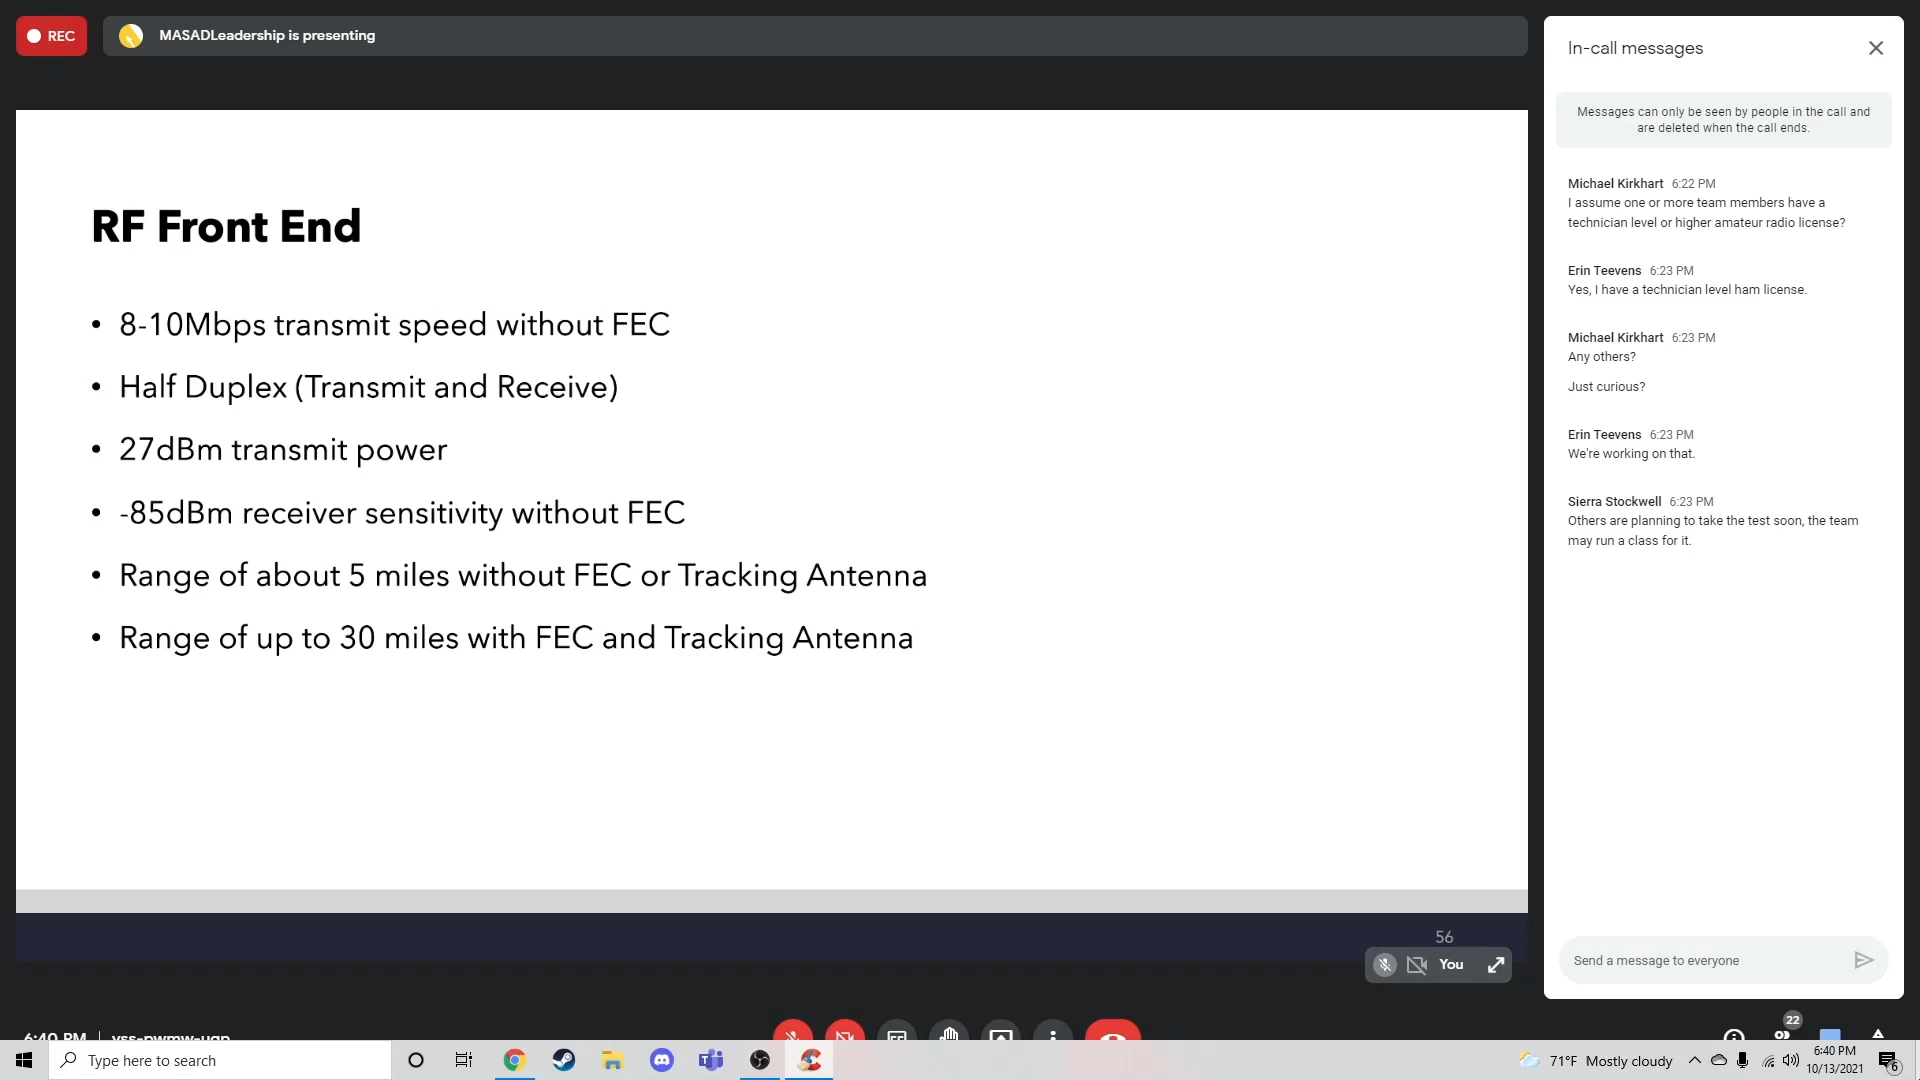 REC
MASADLeadership is presenting
RF Front End
• 8-10Mbps transmit speed without FEC
• Half Duplex (Transmit and Receive)
• 27dBm transmit power
• -85dBm receiver sensitivity without FEC
• Range of about 5 miles without FEC or Tracking Antenna
• Range of up to 30 miles with FEC and Tracking Antenna
56
You
In-call messages
Messages can only be seen by people in the call and
are deleted when the call ends.
Michael Kirkhart 6:22 PM
I assume one or more team members have a
technician level or higher amateur radio license?
Erin Teevens 6:23 PM
Yes, I have a technician level ham license.
Michael Kirkhart 6:23 PM
Any others?
Just curious?
Erin Teevens 6:23 PM
We're working on that.
Sierra Stockwell 6:23 PM
Others are planning to take the test soon, the team
may run a class for it.
Send a message to everyone
6:40 PM
22
Type here to search
71°F Mostly cloudy
6:40 PM
10/13/2021
6